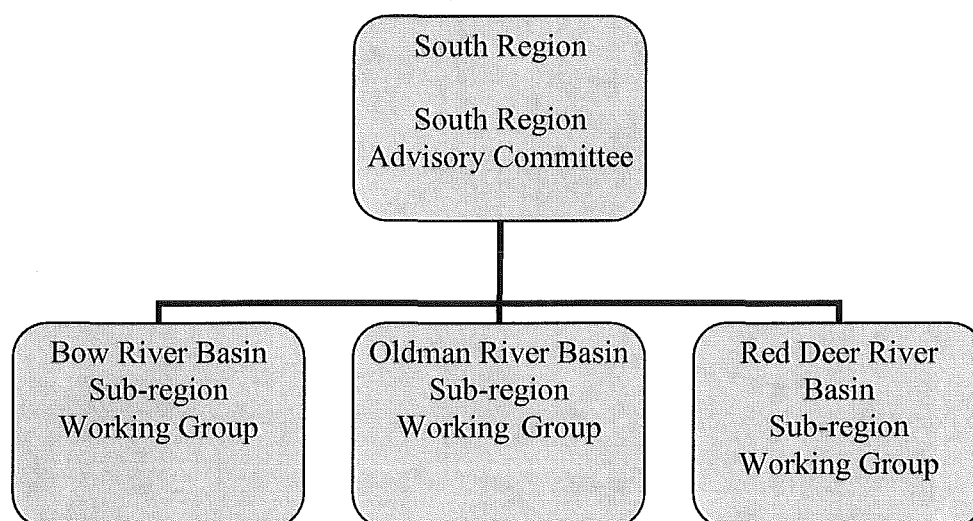 South Region
South Region
Advisory Committee
Bow River Basin
Sub-region
Working Group
Oldman River Basin
Sub-region
Working Group
Red Deer River
Basin
Sub-region
Working Group